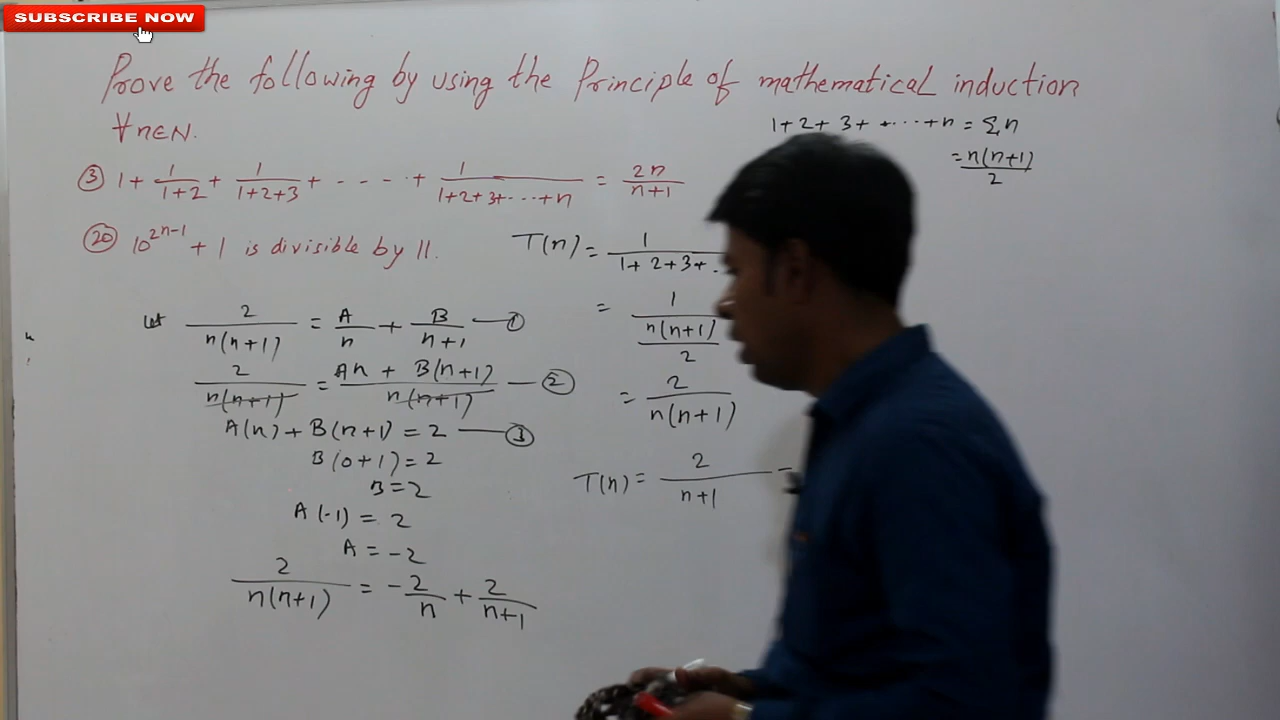 SUBSCRIBE NOW
Prove the following by using the Principle of mathematical induction
∀n∈N.
1+2+3+ .....+n = Σn
= n(n+1)/2
③ 1 + 1/(1+2) + 1/(1+2+3) + - - - - + 1/(1+2+3+...+n) = 2n/(n+1)
⑳ 10^(2n-1) + 1 is divisible by 11.
T(n) = 1/(1+2+3+.
= 1/(n(n+1)/2)
= 2/(n(n+1))
T(n) = 2/(n+1) =
Let 2/(n(n+1)) = A/n + B/(n+1) — ①
2/(n(n+1)) = (An + B(n+1))/(n(n+1)) — ②
A(n) + B(n+1) = 2 — ③
B(0+1) = 2
B = 2
A(-1) = 2
A = -2
2/(n(n+1)) = -2/n + 2/(n+1)